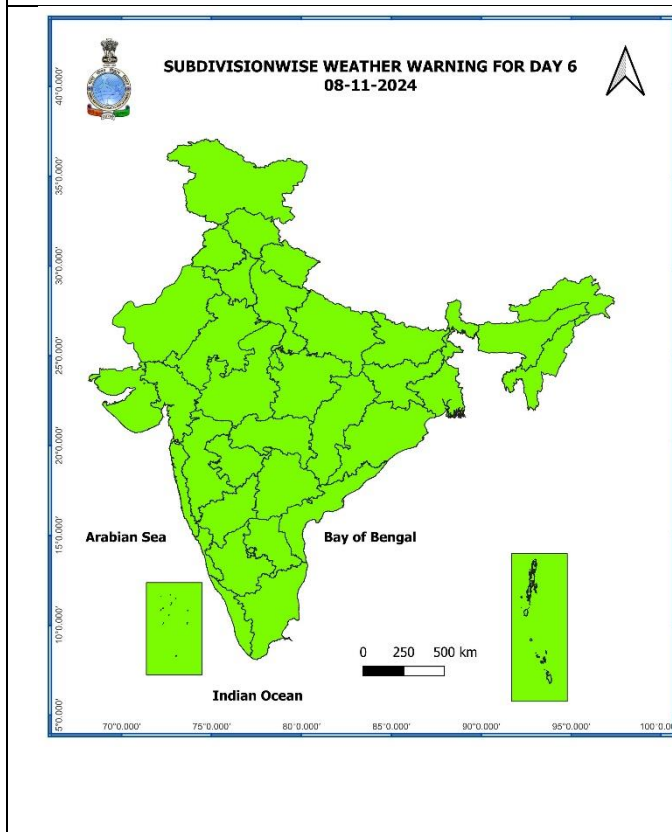 SUBDIVISIONWISE WEATHER WARNING FOR DAY 6
08-11-2024
40°0.000'
35°0.000'
30°0.000'
25°0.000'
20°0.000'
15°0.000'
10°0.000'
5°0.000'
Arabian Sea
Bay of Bengal
0 250 500 km
Indian Ocean
70°0.000' 75°0.000' 80°0.000' 85°0.000' 90°0.000' 95°0.000'